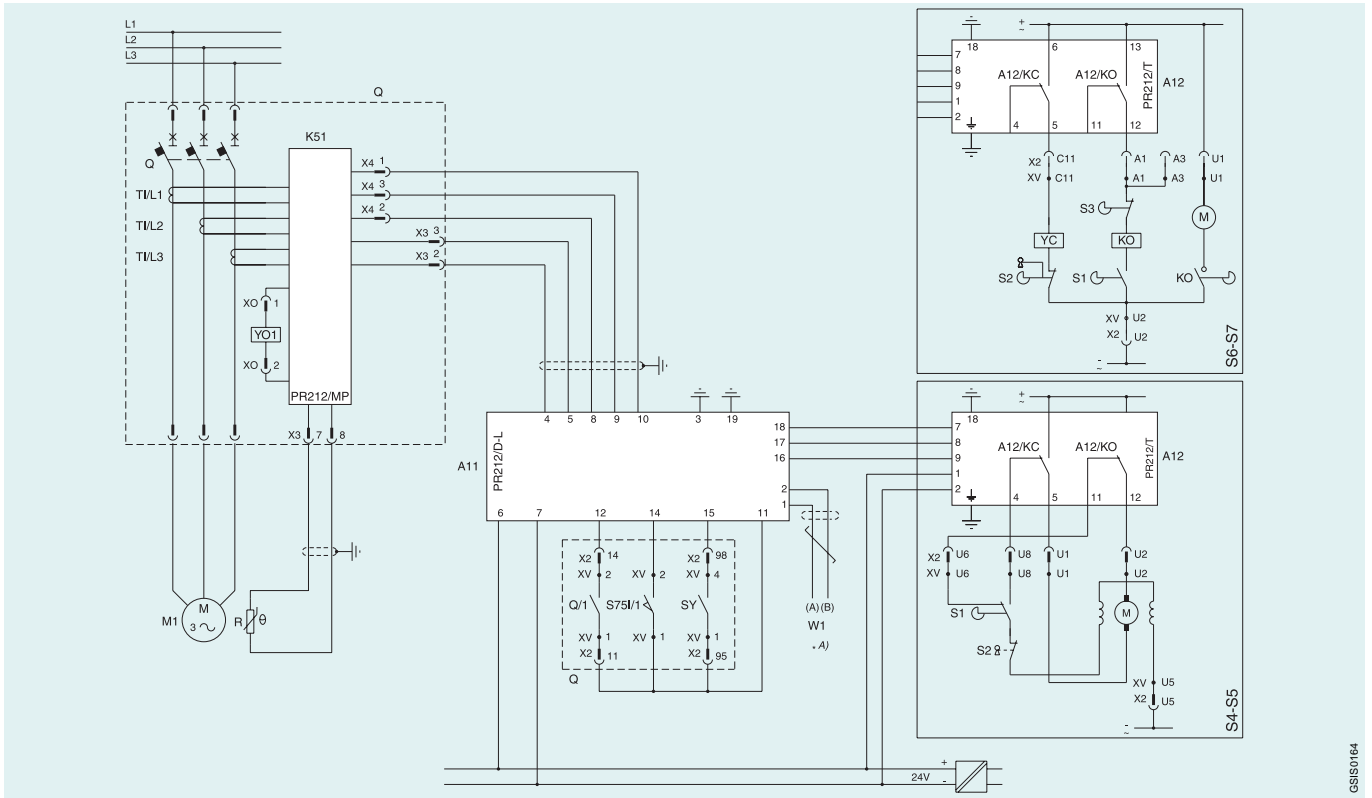 L1
L2
L3
Q
Q
K51
TI/L1
TI/L2
TI/L3
X4 1
X4 3
X4 2
X3 3
X3 2
XO 1
YO1
XO 2
PR212/MP
X3 7 8
M1
M
3 ~
R θ
A11
PR212/D-L
4 5 8 9 10 3 19
18
17
16
2
1
6 7 12 14 15 11
X2 14
XV 2
XV 2
X2 98
XV 4
Q/1
S75I/1
SY
XV 1
X2 11
XV 1
XV 1
X2 95
Q
(A) (B)
W1
* A)
+
24V -
+
~
18 6 13
7
8
9
1
2
A12/KC
A12/KO
PR212/T
A12
4 5 11 12
X2 C11
XV C11
A1
A1
A3
A3
U1
U1
S3
M
YC
KO
S2
S1
KO
XV U2
X2 U2
-
~
S6-S7
+
~
18
7
8
9
1
2
A12/KC
A12/KO
PR212/T
A12
4 5 11 12
X2 U6
XV U6
U8
U8
U1
U1
U2
U2
S1
M
S2
XV U5
X2 U5
-
~
S4-S5
GSIS0164